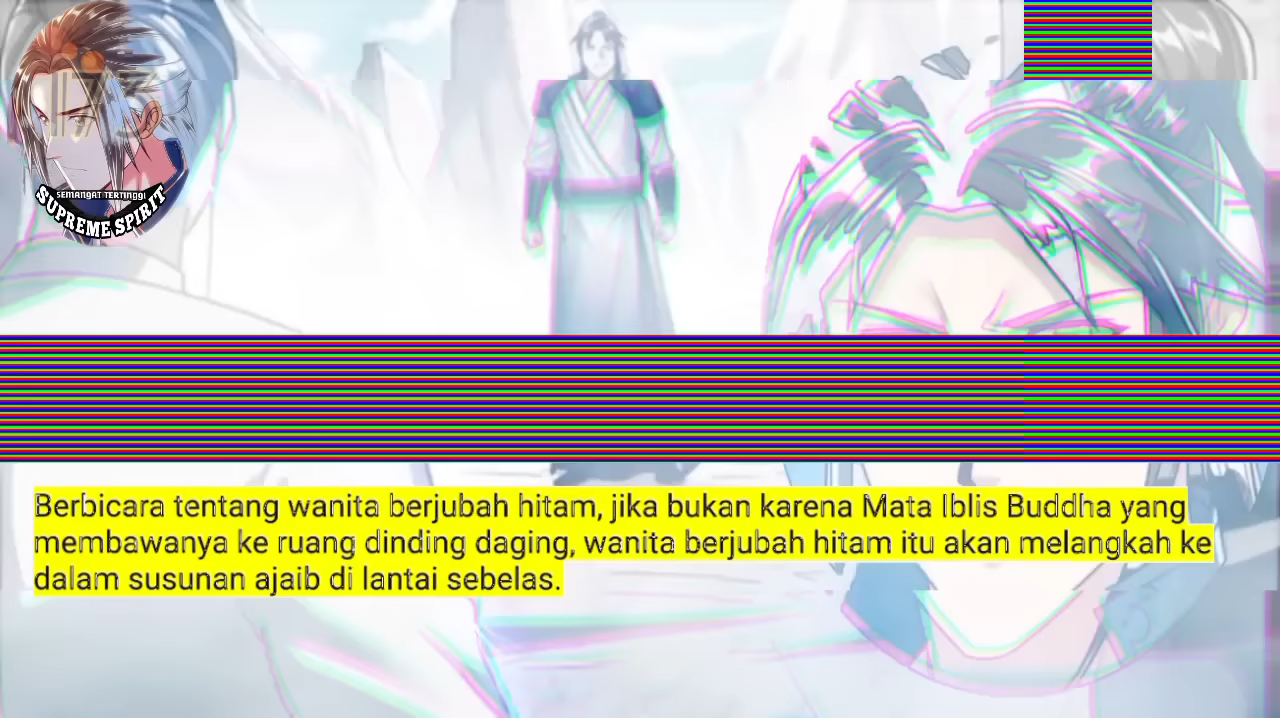 173
SEMANGAT TERTINGGI
SUPREME SPIRIT
Berbicara tentang wanita berjubah hitam, jika bukan karena Mata Iblis Buddha yang
membawanya ke ruang dinding daging, wanita berjubah hitam itu akan melangkah ke
dalam susunan ajaib di lantai sebelas.